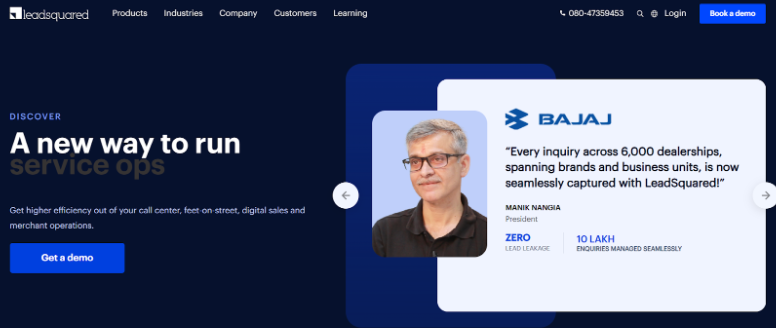 leadsquared
Products Industries Company Customers Learning
080-47359453 Login Book a demo
DISCOVER
A new way to run
service ops
Get higher efficiency out of your call center, feet-on-street, digital sales and
merchant operations.
Get a demo
BAJAJ
“Every inquiry across 6,000 dealerships,
spanning brands and business units, is now
seamlessly captured with LeadSquared!”
MANIK NANGIA
President
ZERO
LEAD LEAKAGE
10 LAKH
ENQUIRIES MANAGED SEAMLESSLY